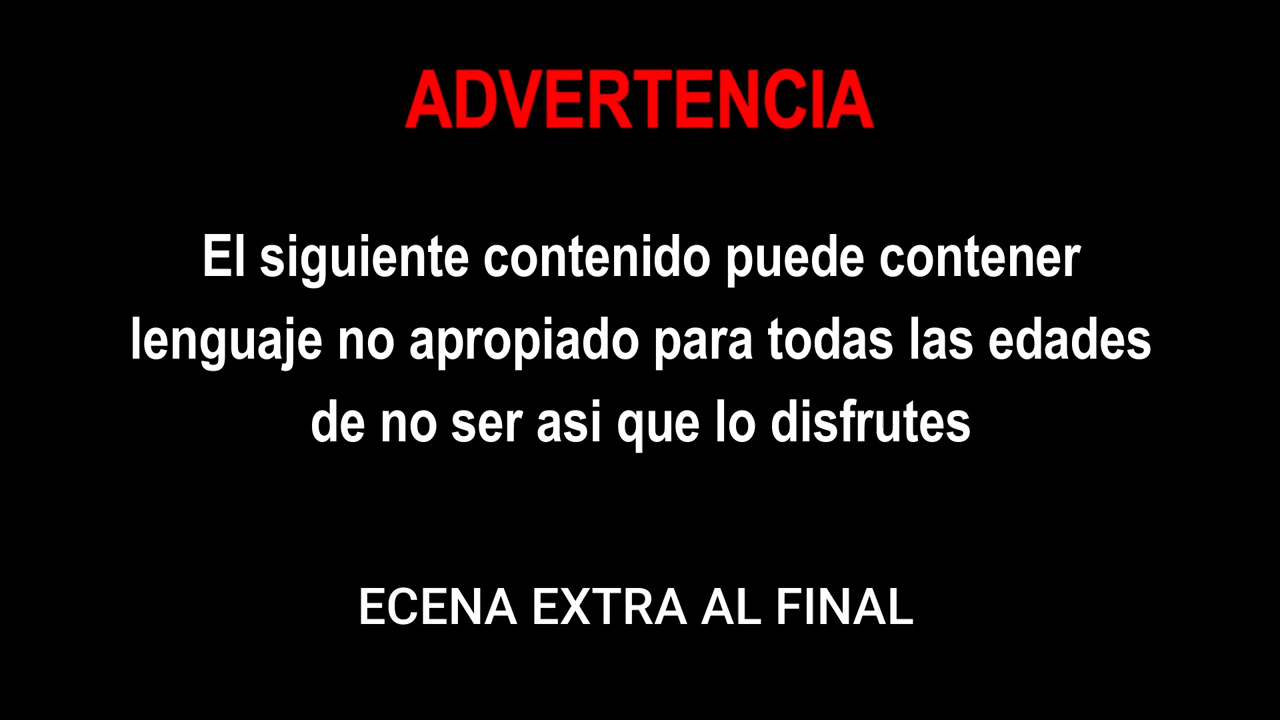 ADVERTENCIA
El siguiente contenido puede contener
lenguaje no apropiado para todas las edades
de no ser asi que lo disfrutes
ECENA EXTRA AL FINAL